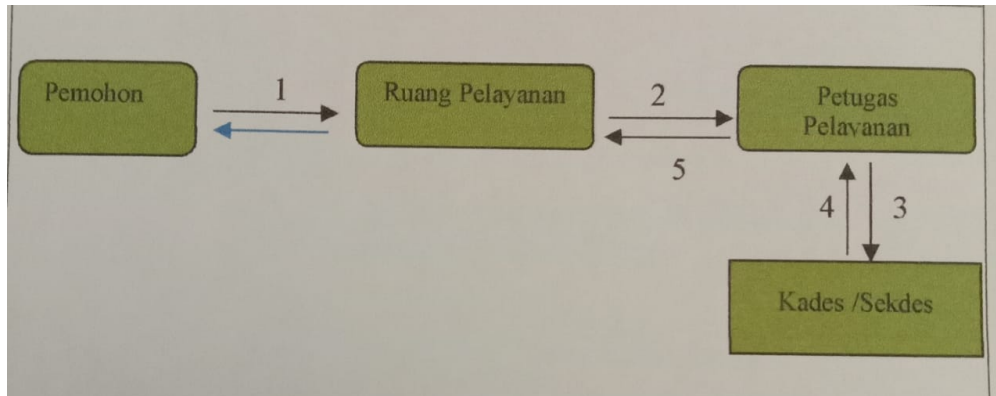 Pemohon
1
Ruang Pelayanan
2
Petugas
Pelayanan
5
4
3
Kades /Sekdes